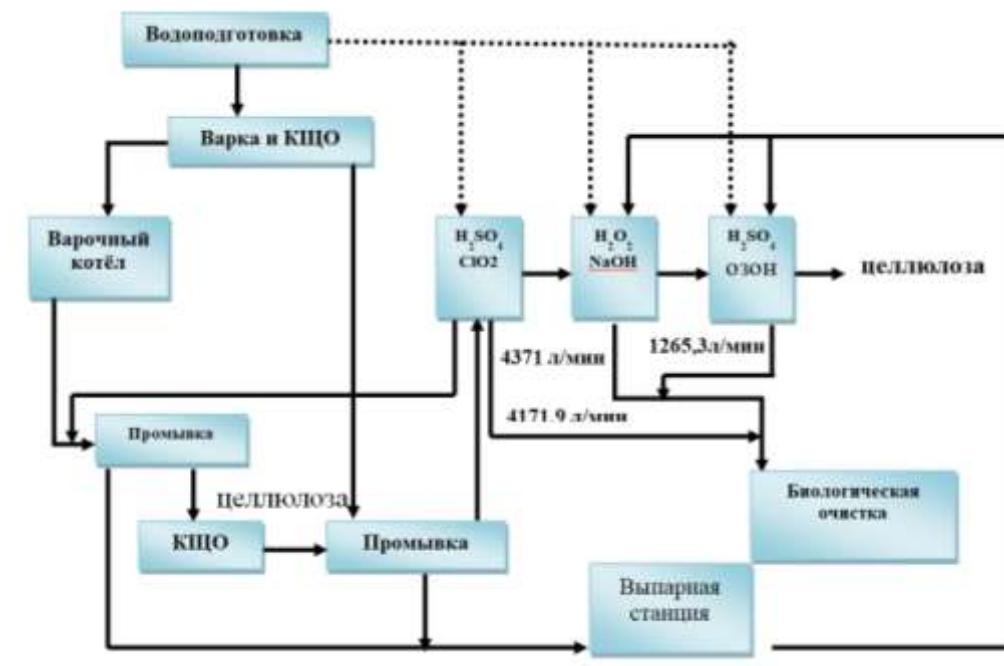 Водоподготовка
Варка и КЩО
Варочный
котёл
H2SO4
ClO2
H2O2
NaOH
H2SO4
ОЗОН
целлюлоза
4371 л/мин
1265,3л/мин
4171.9 л/мин
Промывка
целлюлоза
КЩО
Промывка
Биологическая
очистка
Выпарная
станция